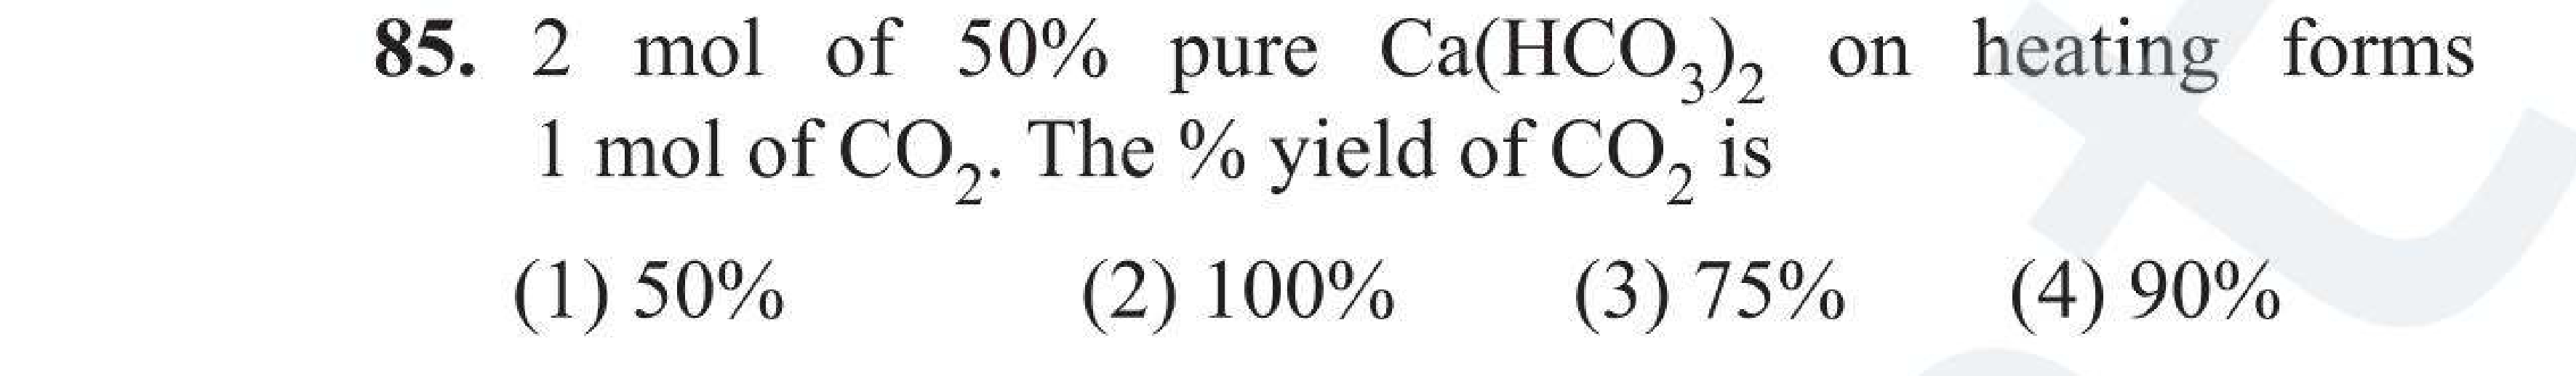 85. 2 mol of 50% pure Ca(HCO₃)₂ on heating forms
1 mol of CO₂. The % yield of CO₂ is
(1) 50% (2) 100% (3) 75% (4) 90%